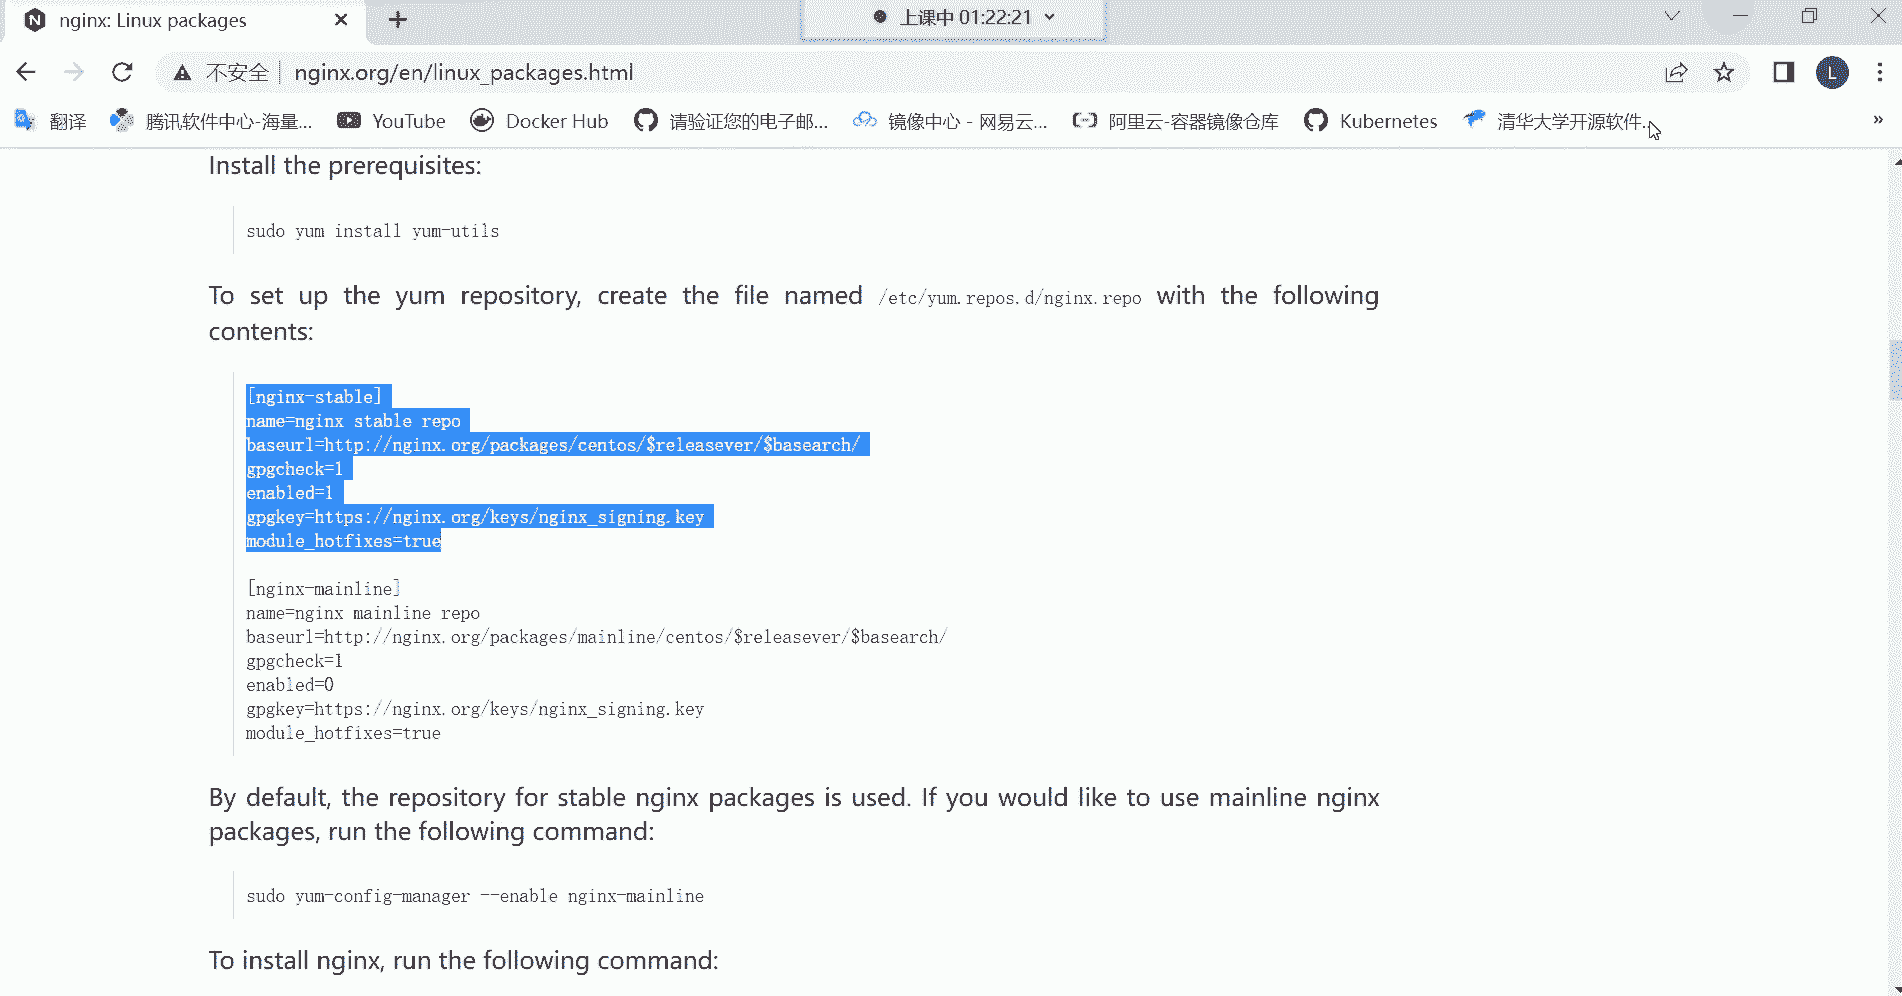 nginx: Linux packages
上课中 01:22:21
不安全
nginx.org/en/linux_packages.html
L
翻译
腾讯软件中心-海量...
YouTube
Docker Hub
请验证您的电子邮...
镜像中心 - 网易云...
阿里云-容器镜像仓库
Kubernetes
清华大学开源软件...
»
Install the prerequisites:
sudo yum install yum-utils
To set up the yum repository, create the file named /etc/yum.repos.d/nginx.repo with the following
contents:
[nginx-stable]
name=nginx stable repo
baseurl=http://nginx.org/packages/centos/$releasever/$basearch/
gpgcheck=1
enabled=1
gpgkey=https://nginx.org/keys/nginx_signing.key
module_hotfixes=true
[nginx-mainline]
name=nginx mainline repo
baseurl=http://nginx.org/packages/mainline/centos/$releasever/$basearch/
gpgcheck=1
enabled=0
gpgkey=https://nginx.org/keys/nginx_signing.key
module_hotfixes=true
By default, the repository for stable nginx packages is used. If you would like to use mainline nginx
packages, run the following command:
sudo yum-config-manager --enable nginx-mainline
To install nginx, run the following command: